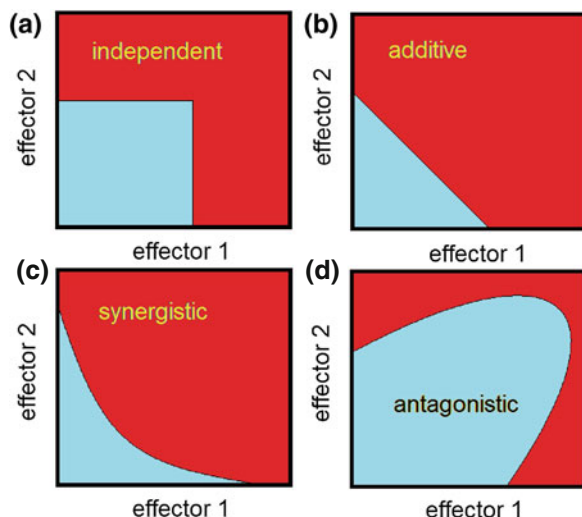 (a)
independent
effector 2
effector 1
(b)
additive
effector 2
effector 1
(c)
synergistic
effector 2
effector 1
(d)
antagonistic
effector 2
effector 1